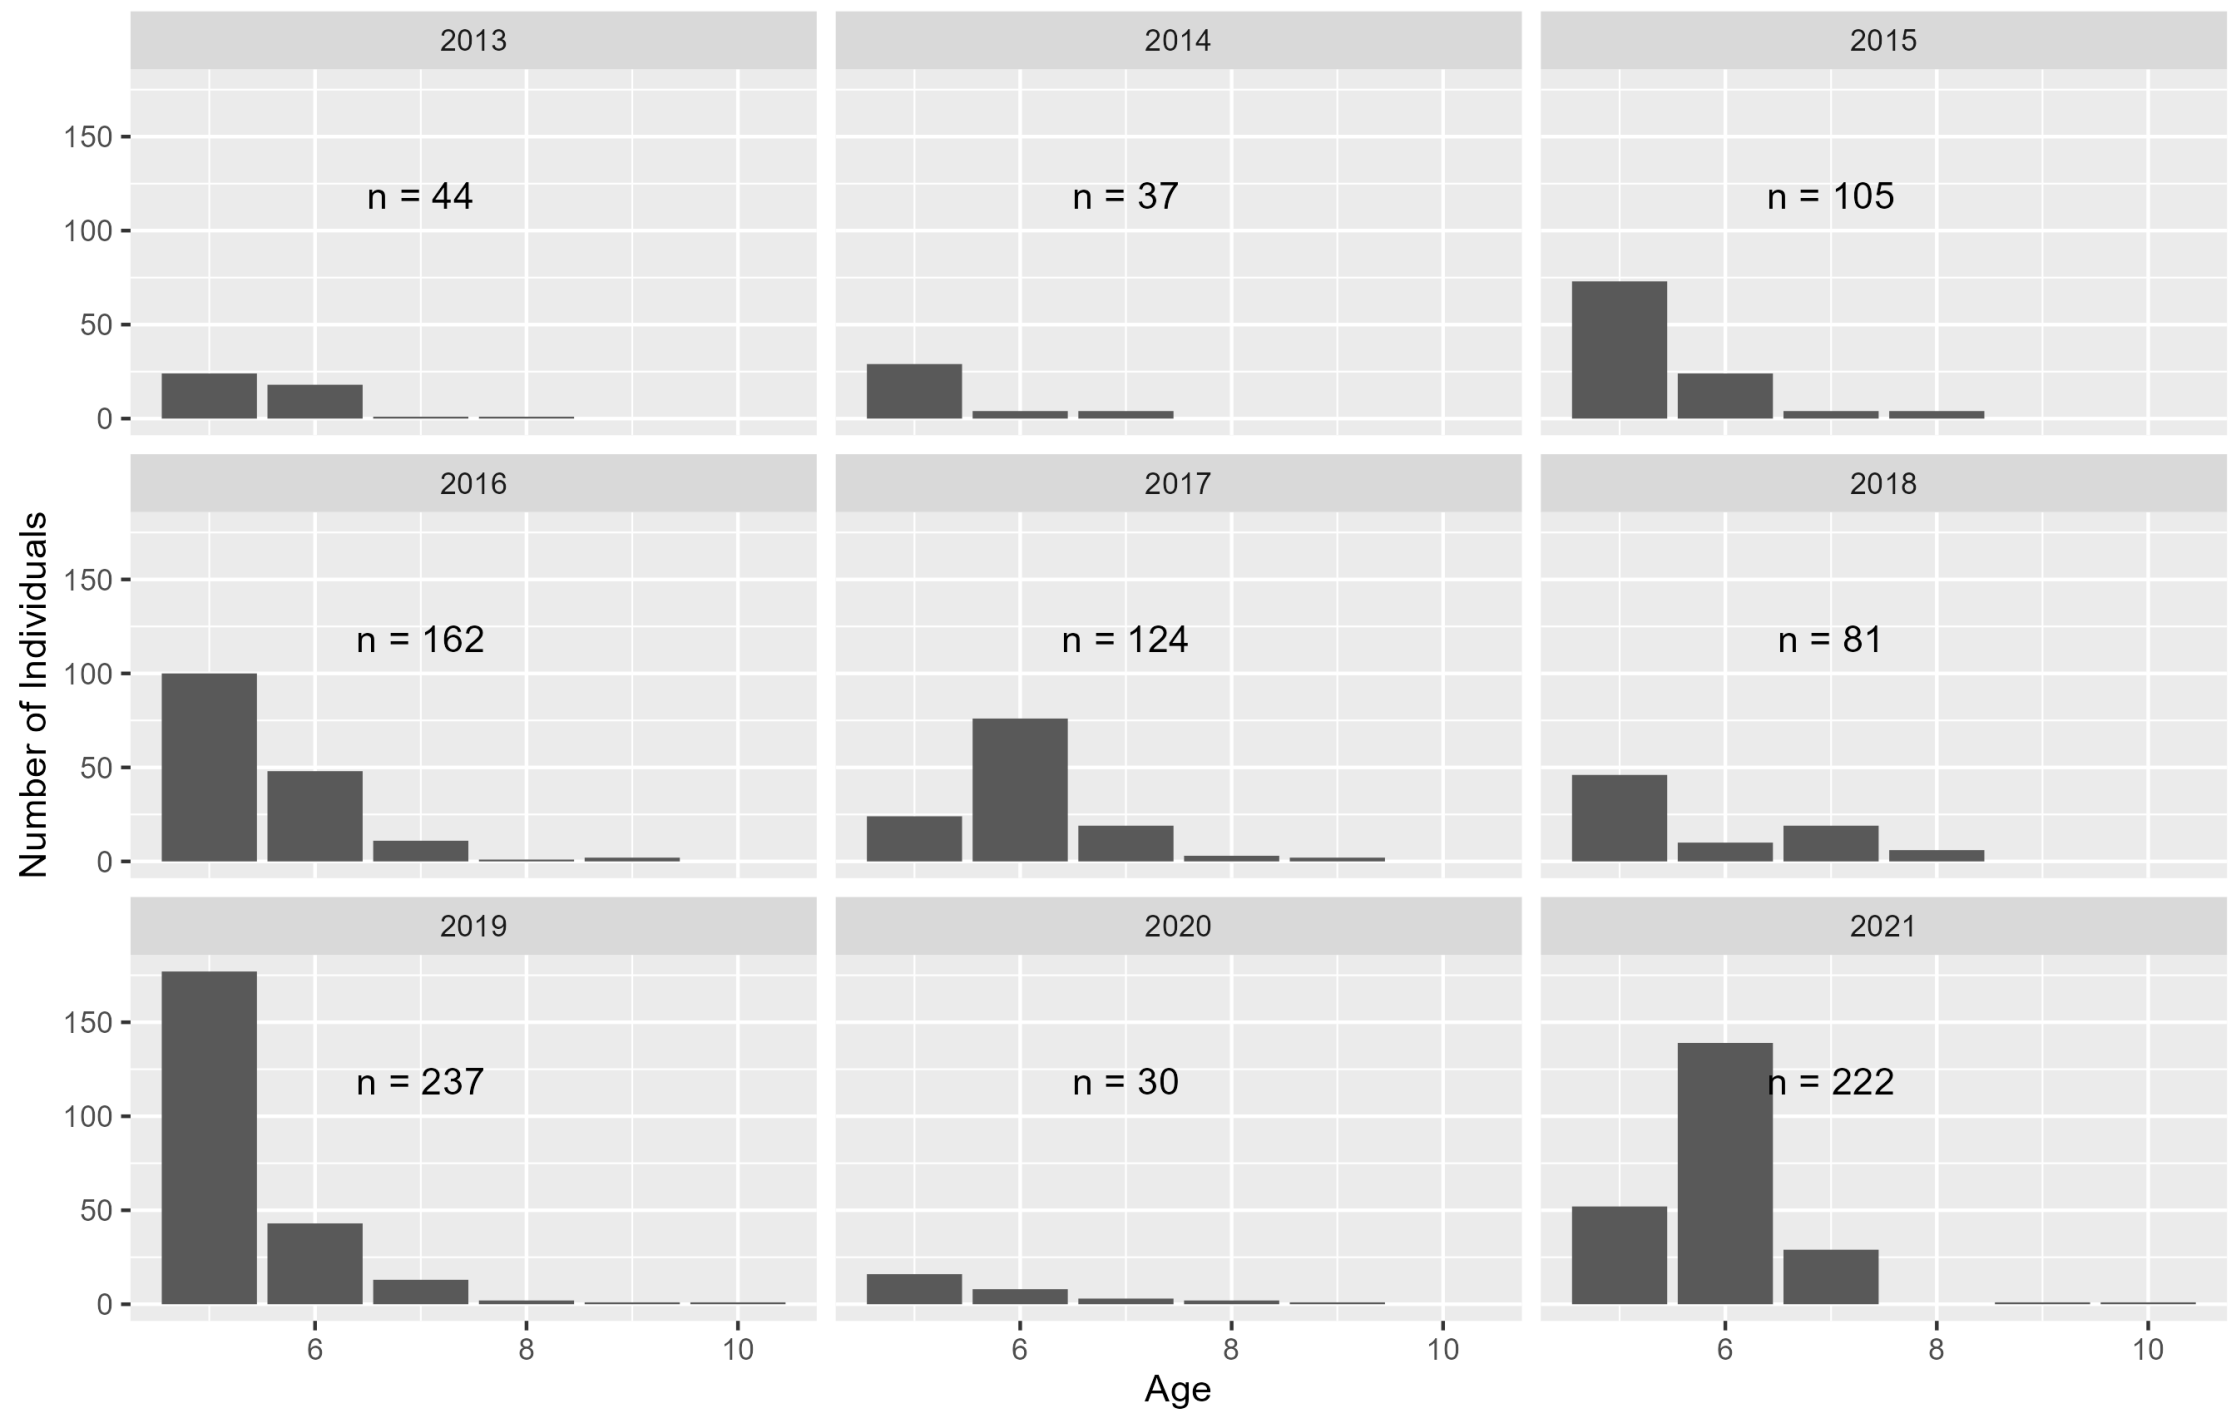 2013 2014 2015
150
n = 44 n = 37 n = 105
100
50
0
2016 2017 2018
150
n = 162 n = 124 n = 81
100
50
0
Number of Individuals
2019 2020 2021
150
n = 237 n = 30 n = 222
100
50
0
6 8 10 6 8 10 6 8 10
Age